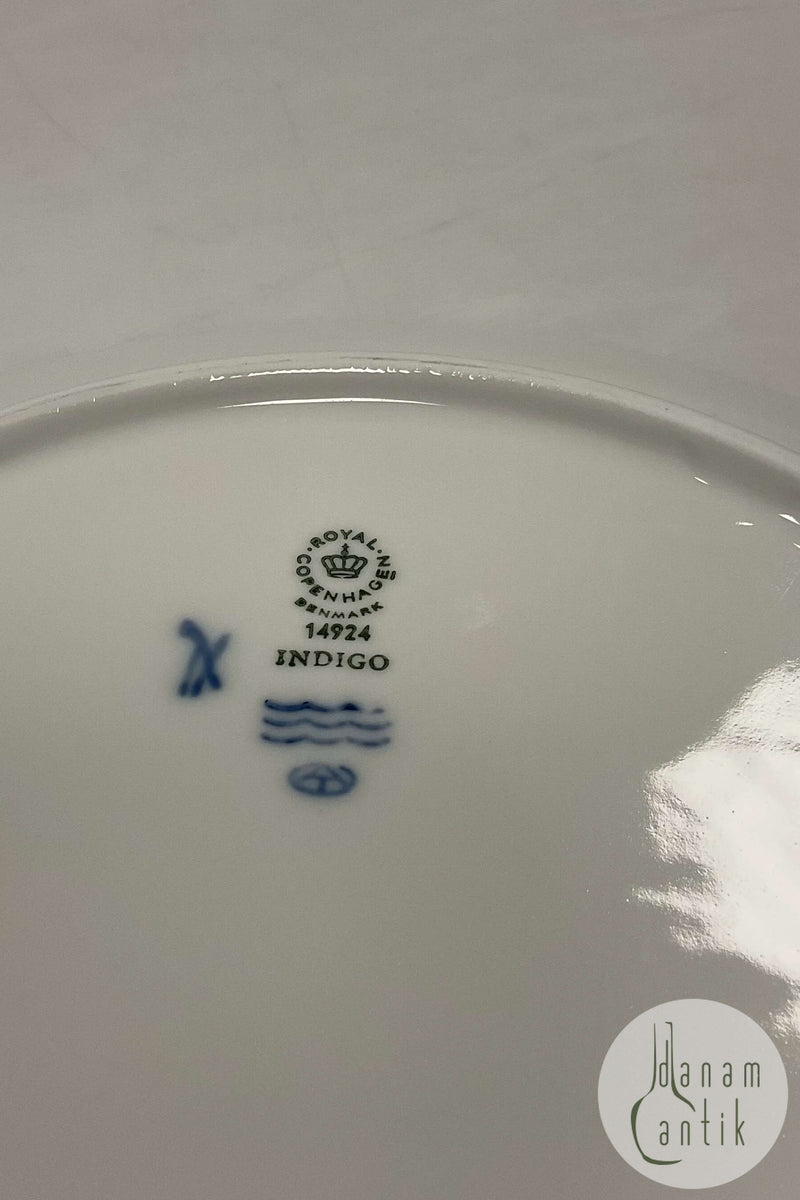 ROYAL
COPENHAGEN
DENMARK
14924
INDIGO
danam
antik